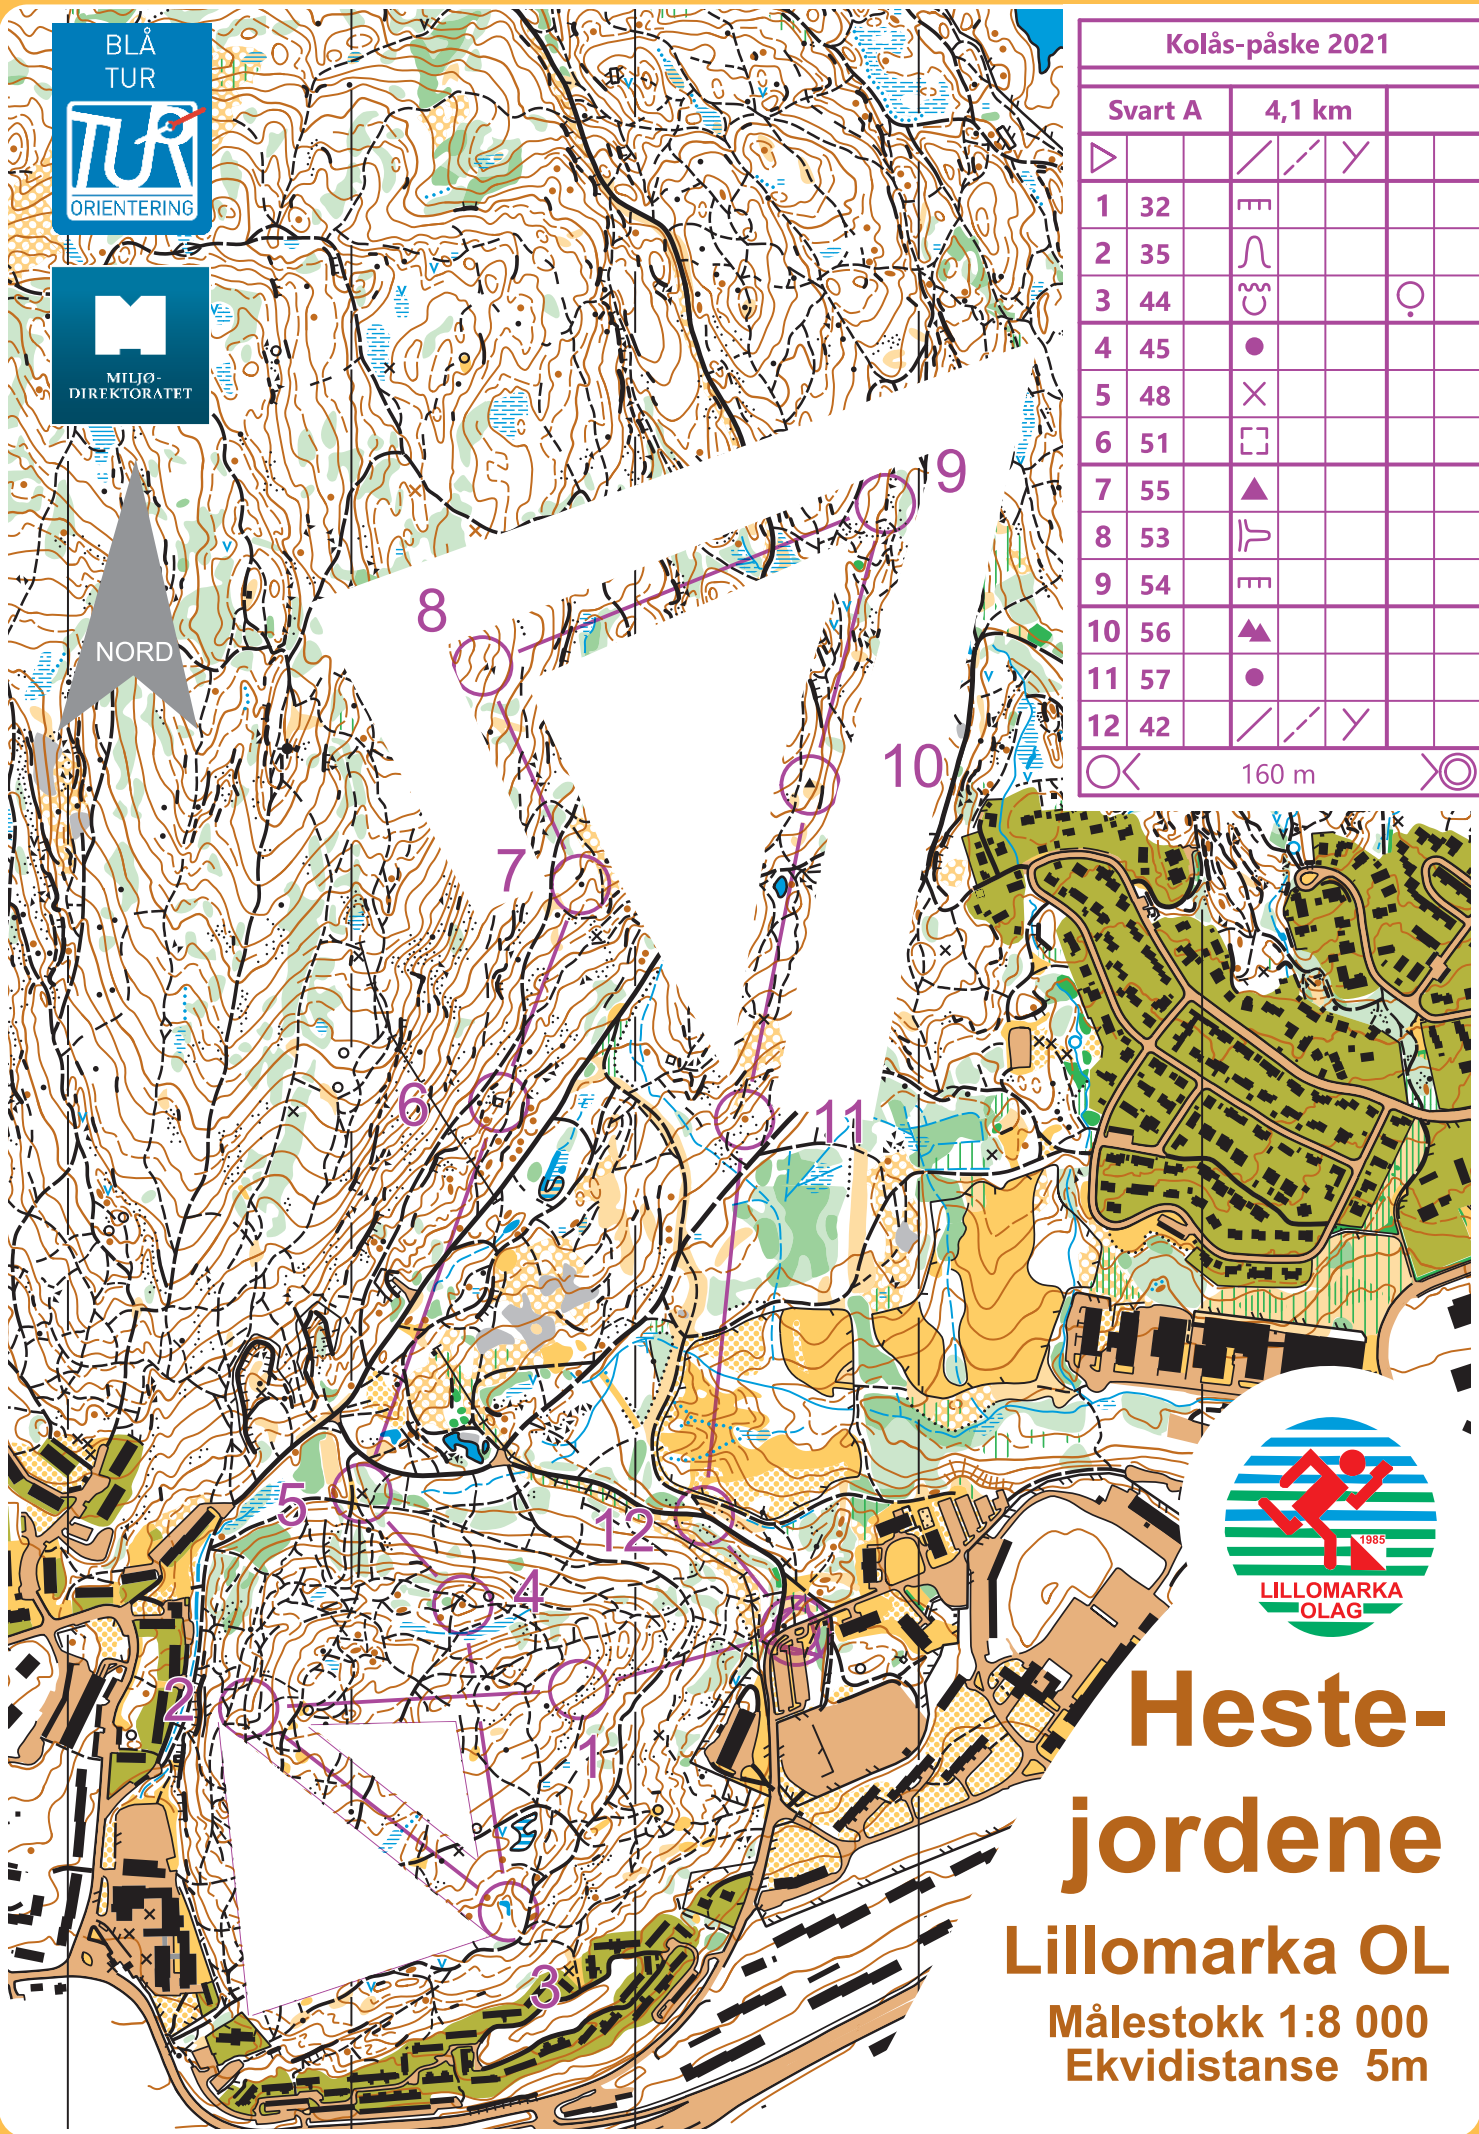 BLÅ
TUR
TUR
ORIENTERING
MILJØ-
DIREKTORATET
NORD
Kolås-påske 2021
Svart A 4,1 km
1 32
2 35
3 44
4 45
5 48
6 51
7 55
8 53
9 54
10 56
11 57
12 42
160 m
9
8
10
7
6
11
5
12
4
2
1
3
1985
LILLOMARKA
OLAG
Heste-
jordene
Lillomarka OL
Målestokk 1:8 000
Ekvidistanse 5m